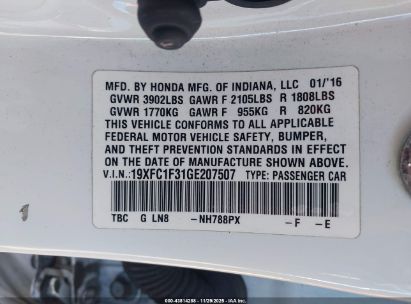 MFD. BY HONDA MFG. OF INDIANA, LLC 01/'16
GVWR 3902LBS GAWR F 2105LBS R 1808LBS
GVWR 1770KG GAWR F 955KG R 820KG
THIS VEHICLE CONFORMS TO ALL APPLICABLE
FEDERAL MOTOR VEHICLE SAFETY, BUMPER,
AND THEFT PREVENTION STANDARDS IN EFFECT
ON THE DATE OF MANUFACTURE SHOWN ABOVE.
V.I.N.: 19XFC1F31GE207507 TYPE: PASSENGER CAR
TBC G LN8 -NH788PX -F -E